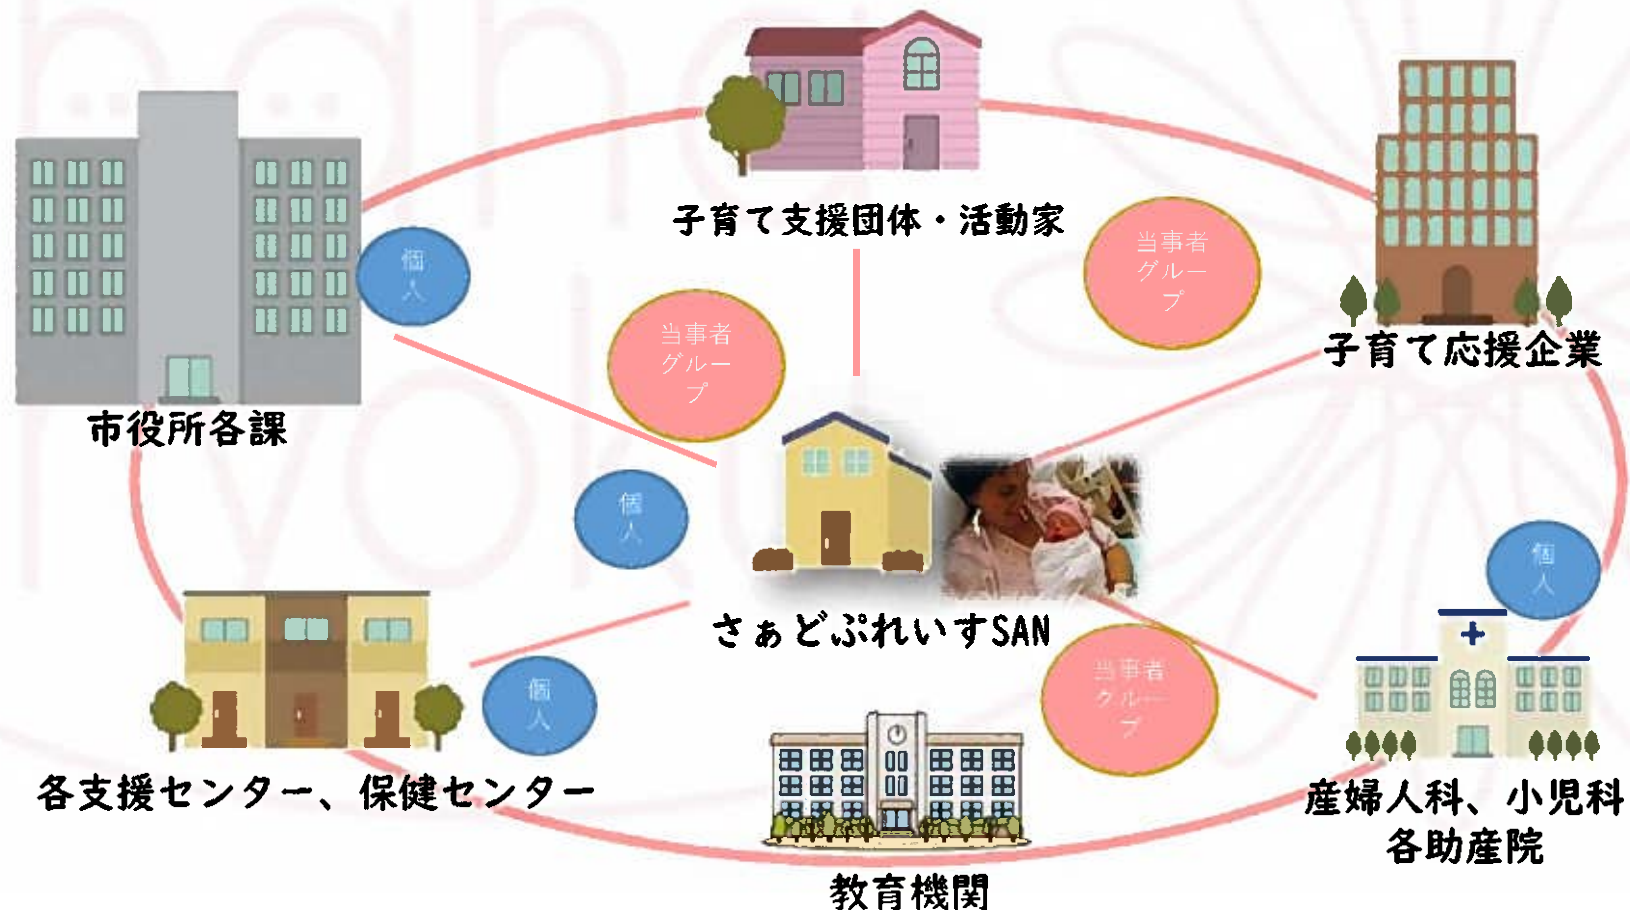 子育て支援団体・活動家
当事者
グルー
プ
個
人
当事者
グルー
プ
子育て応援企業
市役所各課
個
人
個
人
さぁどぷれいすSAN
当事者
グルー
プ
個
人
各支援センター、保健センター
産婦人科、小児科
各助産院
教育機関